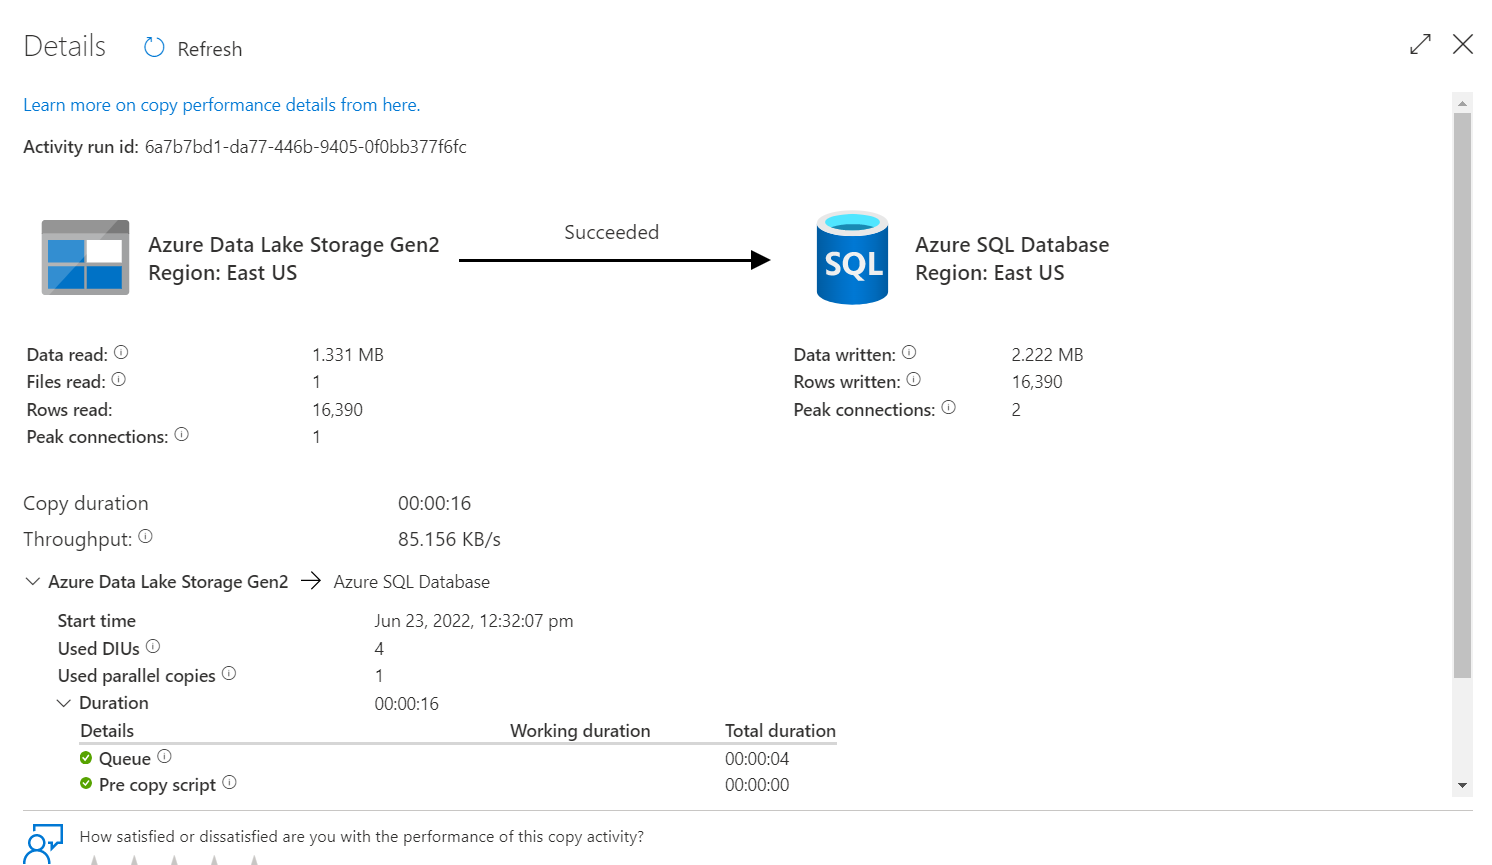 Details Refresh
Learn more on copy performance details from here.
Activity run id: 6a7b7bd1-da77-446b-9405-0f0bb377f6fc
Succeeded
Azure Data Lake Storage Gen2
Region: East US
SQL
Azure SQL Database
Region: East US
Data read: 1.331 MB
Files read: 1
Rows read: 16,390
Peak connections: 1
Data written: 2.222 MB
Rows written: 16,390
Peak connections: 2
Copy duration 00:00:16
Throughput: 85.156 KB/s
Azure Data Lake Storage Gen2 → Azure SQL Database
Start time Jun 23, 2022, 12:32:07 pm
Used DIUs 4
Used parallel copies 1
Duration 00:00:16
Details Working duration Total duration
Queue 00:00:04
Pre copy script 00:00:00
How satisfied or dissatisfied are you with the performance of this copy activity?